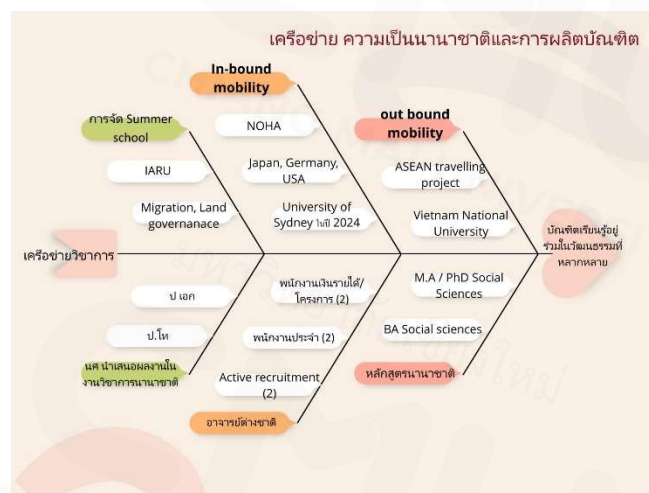 เครือข่าย ความเป็นนานาชาติและการผลิตบัณฑิต
In-bound
mobility
การจัด Summer
school
out bound
mobility
NOHA
IARU
Japan, Germany,
USA
ASEAN travelling
project
Migration, Land
governanace
University of
Sydney ในปี 2024
Vietnam National
University
เครือข่ายวิชาการ
บัณฑิตเรียนรู้อยู่
ร่วมในวัฒนธรรมที่
หลากหลาย
ป เอก
พนักงานเงินรายได้/
โครงการ (2)
M.A / PhD Social
Sciences
ป.โท
พนักงานประจำ (2)
BA Social sciences
นศ นำเสนอผลงานใน
งานวิชาการนานาชาติ
Active recruitment
(2)
หลักสูตรนานาชาติ
อาจารย์ต่างชาติ